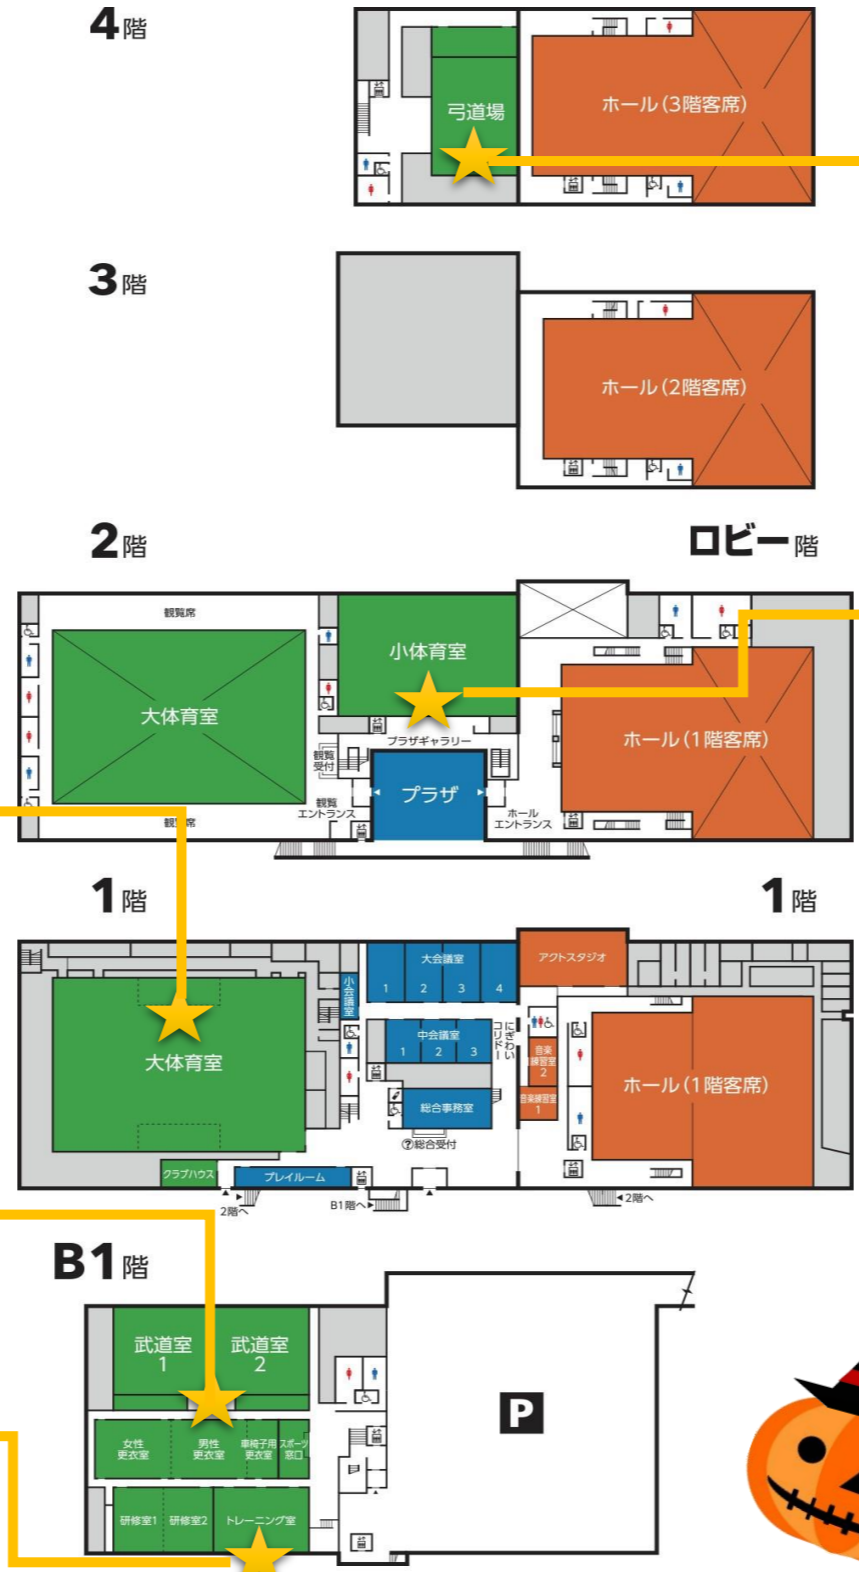 4階
弓道場
ホール(3階客席)
3階
ホール(2階客席)
2階
ロビー階
観覧席
小体育室
大体育室
プラザギャラリー
観覧
受付
プラザ
ホール(1階客席)
観覧
エントランス
ホール
エントランス
観覧席
1階
1階
大会議室
1 2 3 4
小会議室
アクトスタジオ
中会議室
1 2 3
にぎわい
コリドー
音楽
練習室
2
音楽練習室
1
大体育室
ホール(1階客席)
総合事務室
?総合受付
クラブハウス
プレイルーム
2階へ
B1階へ
2階へ
B1階
武道室
1
武道室
2
P
女性
更衣室
男性
更衣室
車椅子用
更衣室
スポーツ
窓口
研修室1
研修室2
トレーニング室